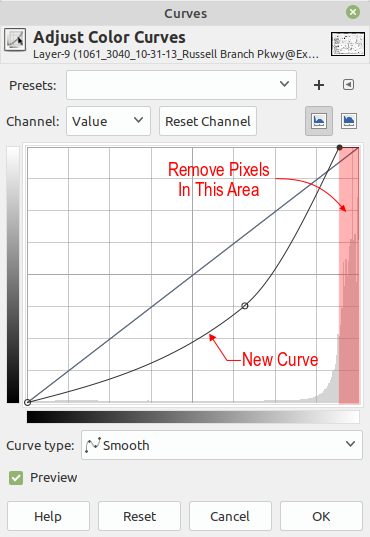 Curves
Adjust Color Curves
Layer-9 (1061_3040_10-31-13_Russell Branch Pkwy@Ex…
Presets:
Channel: Value Reset Channel
Remove Pixels
In This Area
New Curve
Curve type: Smooth
Preview
Help Reset Cancel OK